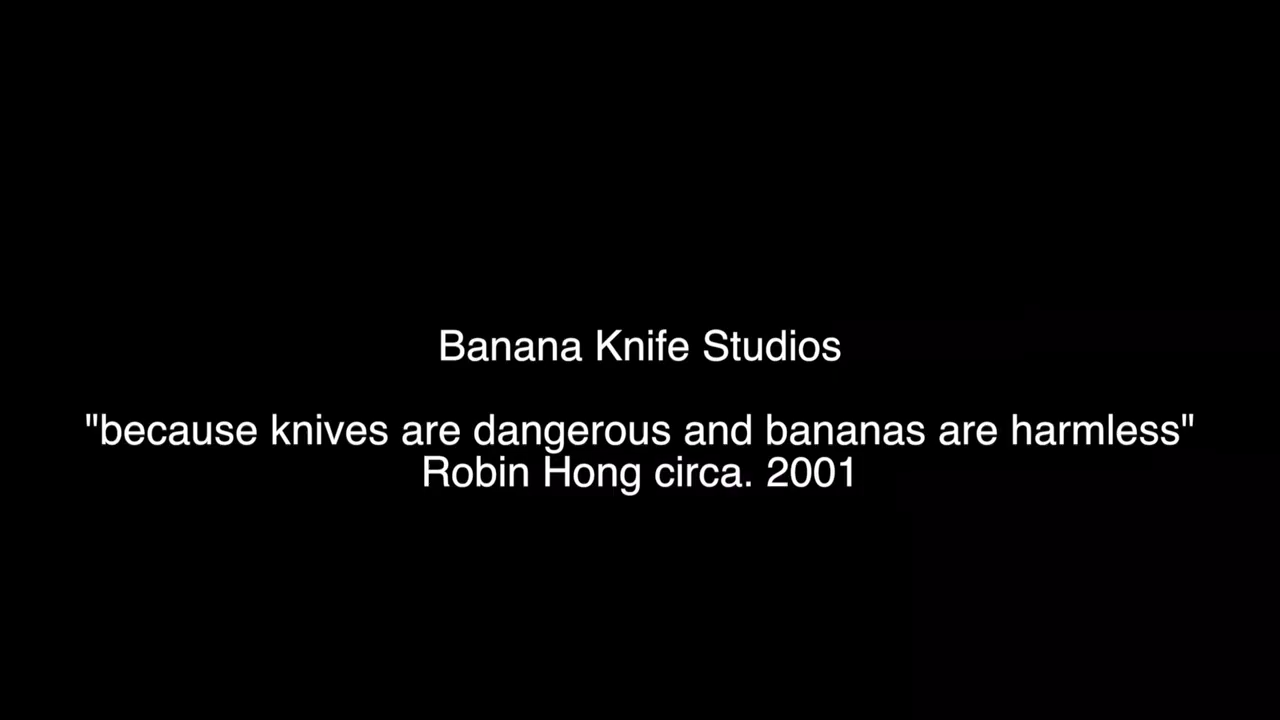 Banana Knife Studios
"because knives are dangerous and bananas are harmless"
Robin Hong circa. 2001